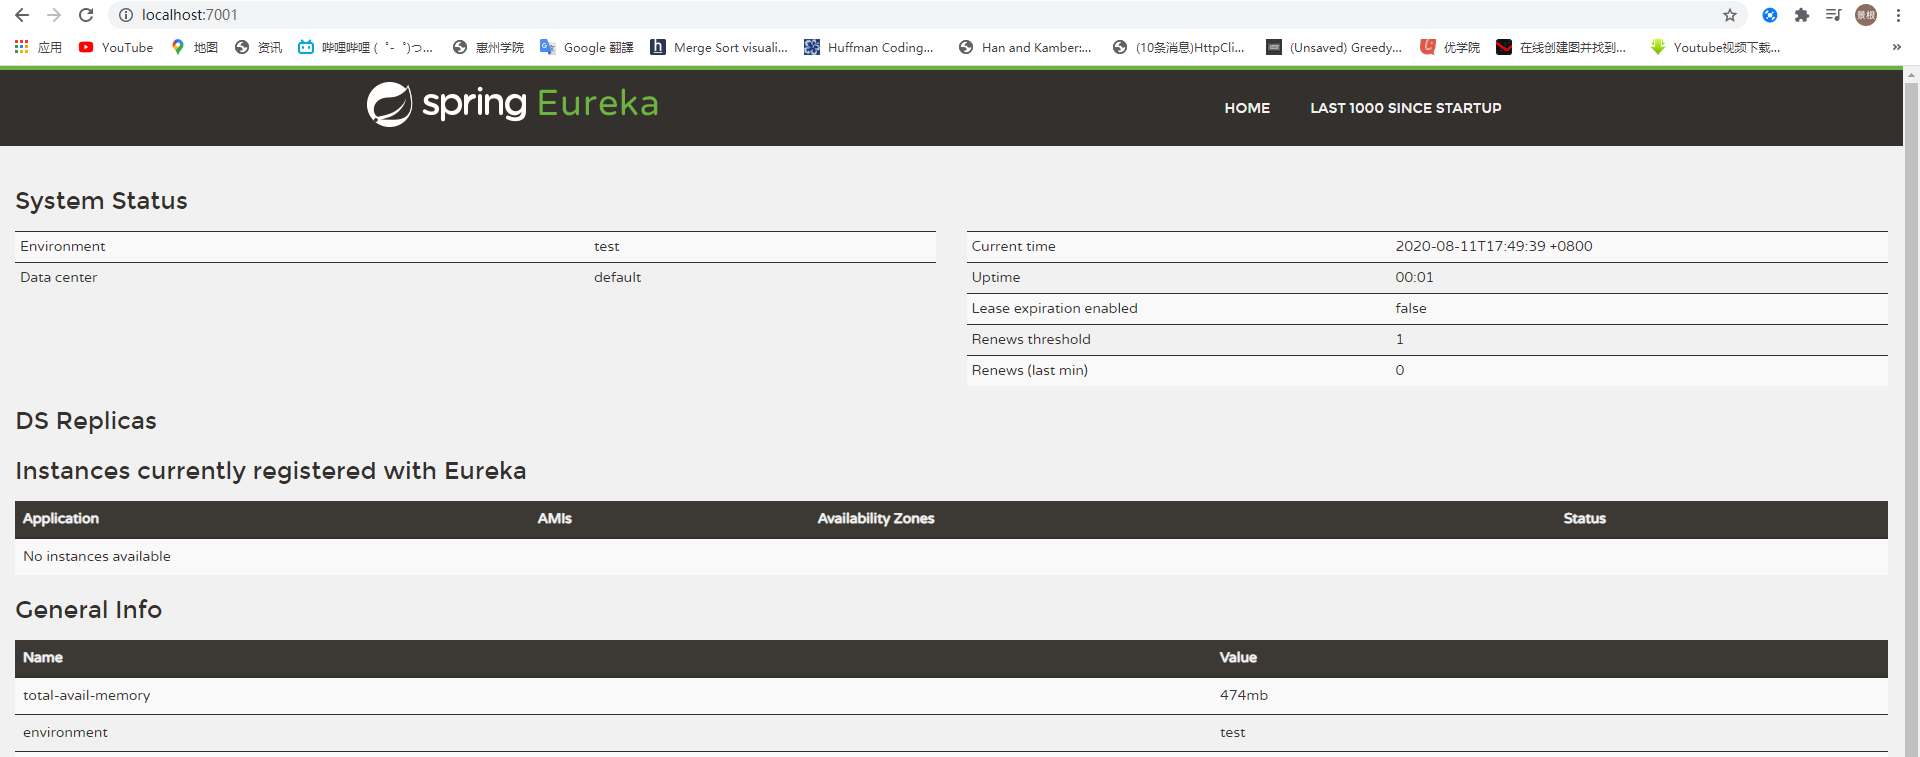 localhost:7001
应用 YouTube 地图 资讯 哔哩哔哩 ( ゜- ゜)つ... 惠州学院 Google 翻譯 Merge Sort visuali... Huffman Coding... Han and Kamber:... (10条消息)HttpCli... (Unsaved) Greedy... 优学院 在线创建图并找到... Youtube视频下载... »
景根
spring Eureka HOME LAST 1000 SINCE STARTUP
System Status
Environment test Current time 2020-08-11T17:49:39 +0800
Data center default Uptime 00:01
Lease expiration enabled false
Renews threshold 1
Renews (last min) 0
DS Replicas
Instances currently registered with Eureka
Application AMIs Availability Zones Status
No instances available
General Info
Name Value
total-avail-memory 474mb
environment test